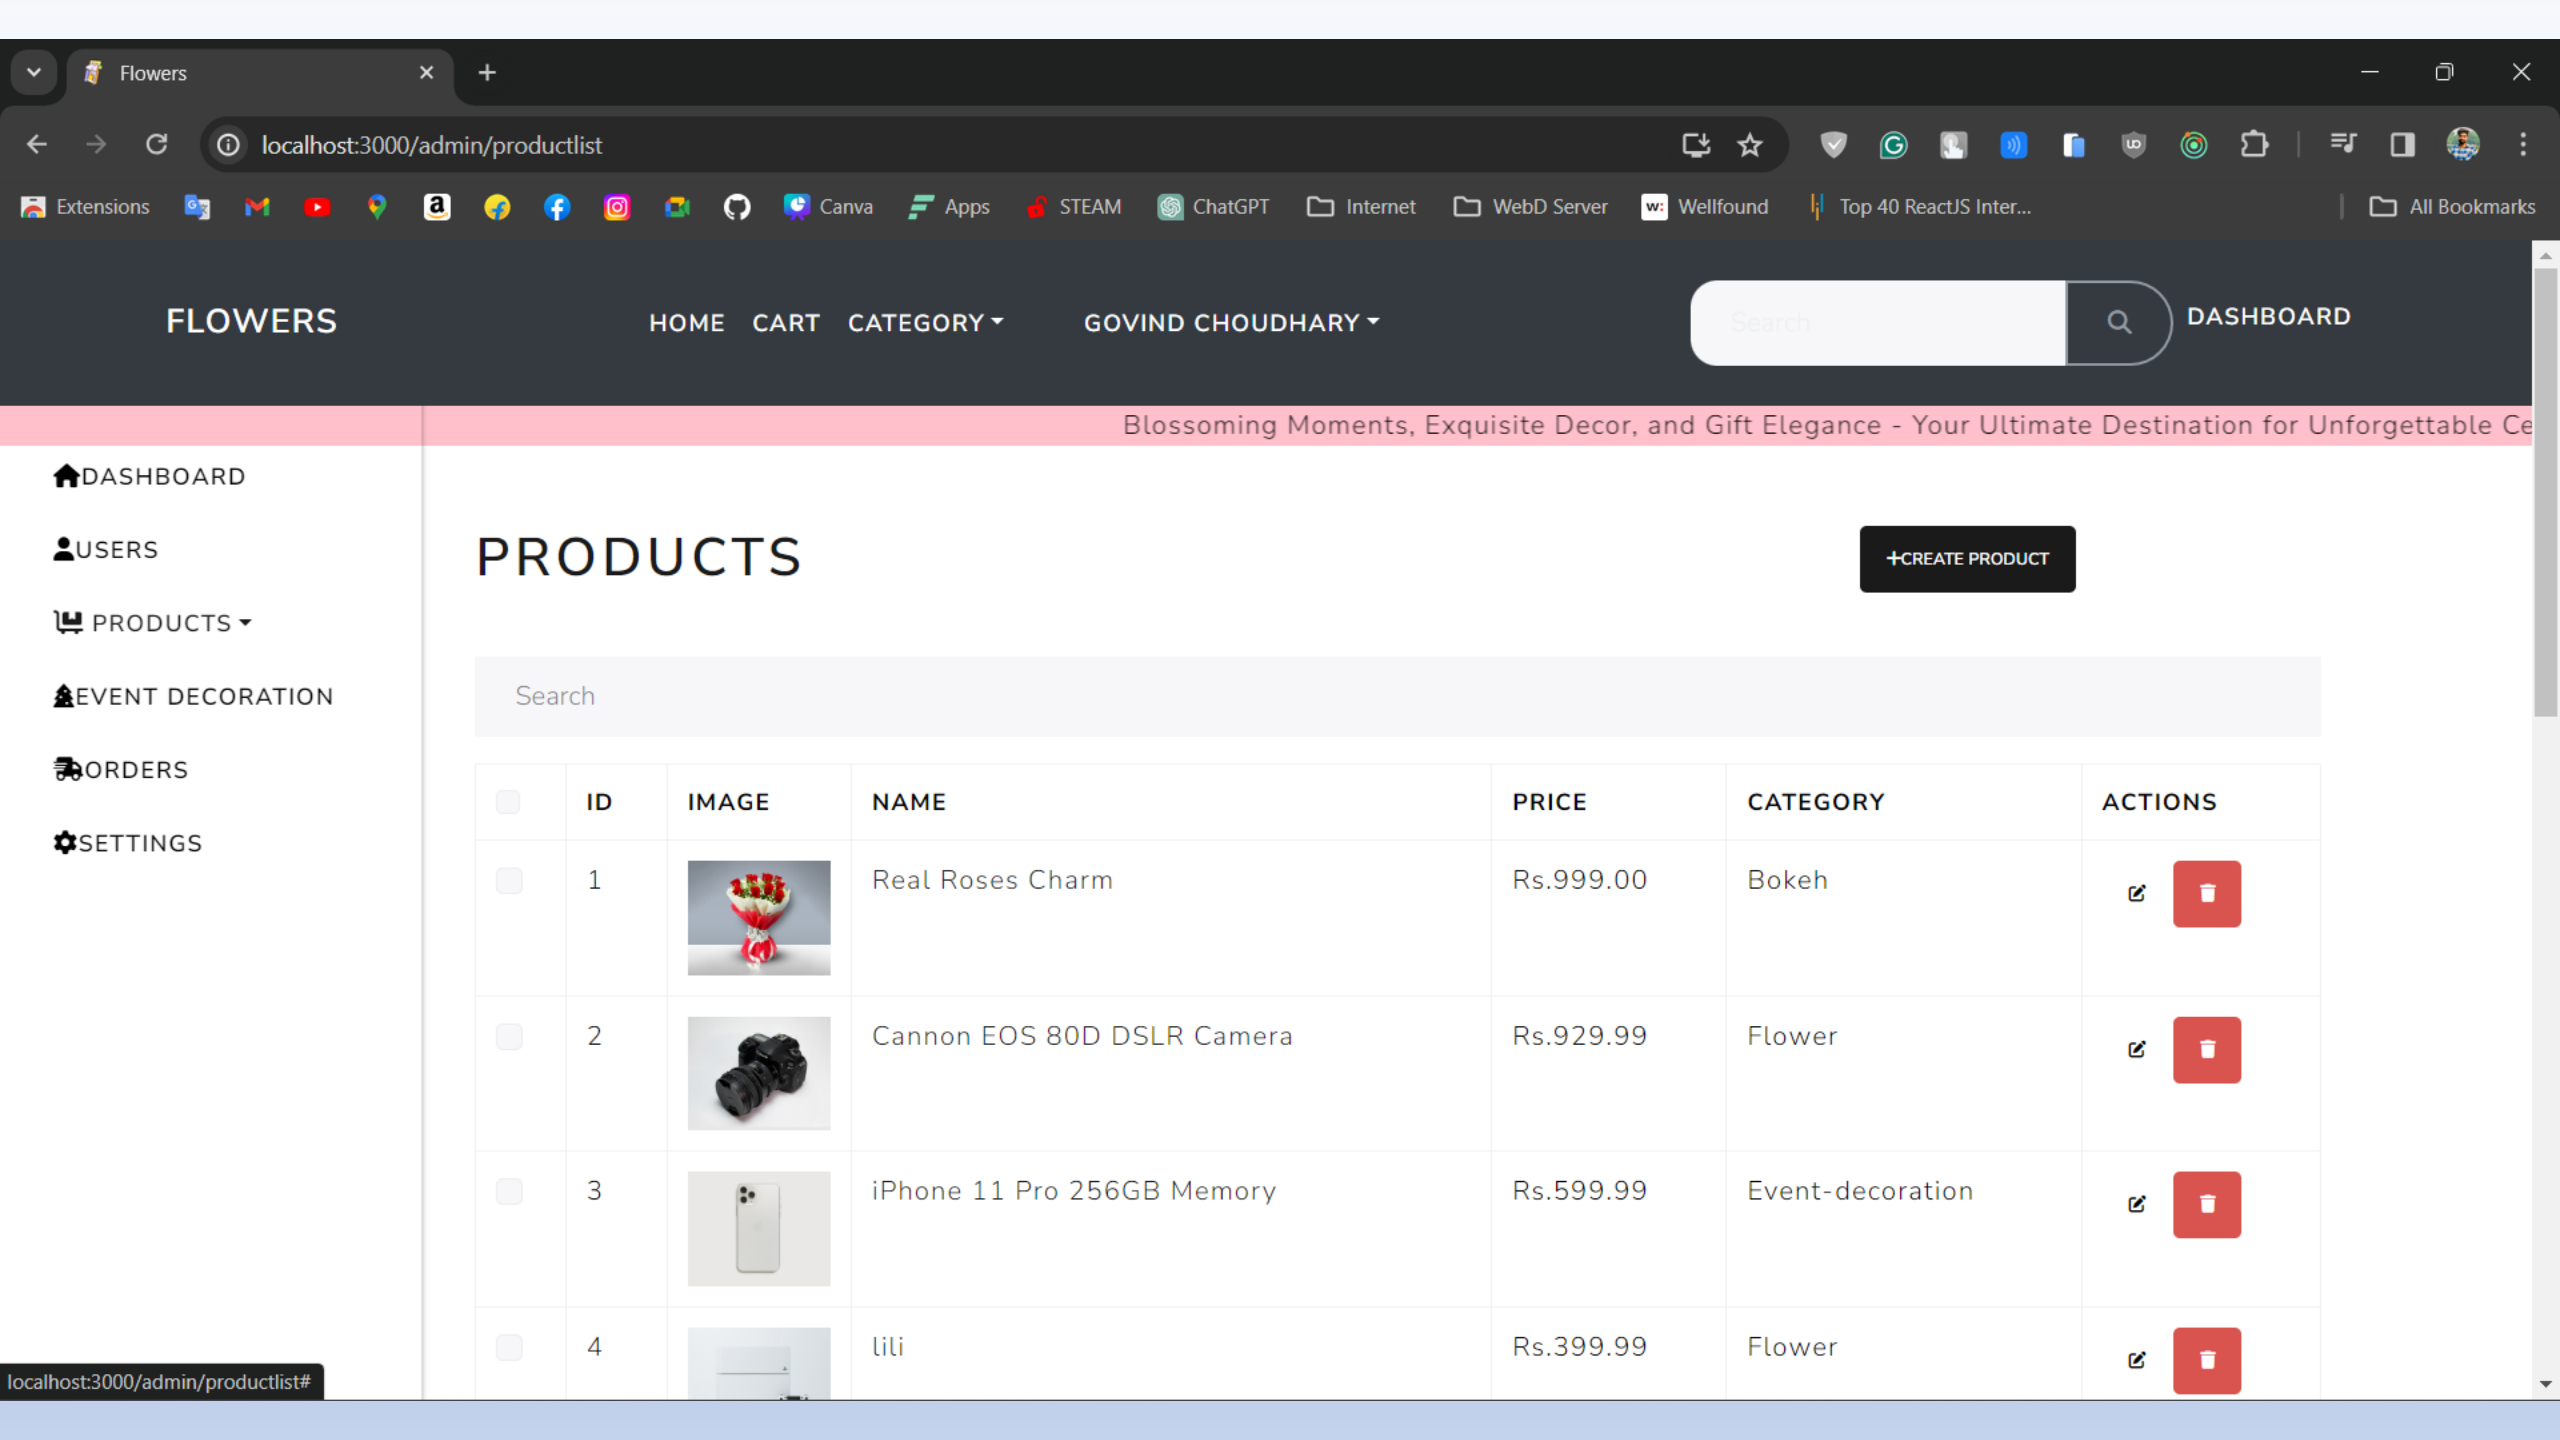 Flowers
localhost:3000/admin/productlist
Extensions
Canva
Apps
STEAM
ChatGPT
Internet
WebD Server
Wellfound
Top 40 ReactJS Inter...
All Bookmarks
FLOWERS
HOME CART CATEGORY
GOVIND CHOUDHARY
Search
DASHBOARD
Blossoming Moments, Exquisite Decor, and Gift Elegance - Your Ultimate Destination for Unforgettable Ce
DASHBOARD
USERS
PRODUCTS
EVENT DECORATION
ORDERS
SETTINGS
PRODUCTS
+CREATE PRODUCT
Search
ID IMAGE NAME PRICE CATEGORY ACTIONS
1 Real Roses Charm Rs.999.00 Bokeh
2 Cannon EOS 80D DSLR Camera Rs.929.99 Flower
3 iPhone 11 Pro 256GB Memory Rs.599.99 Event-decoration
4 lili Rs.399.99 Flower
localhost:3000/admin/productlist#